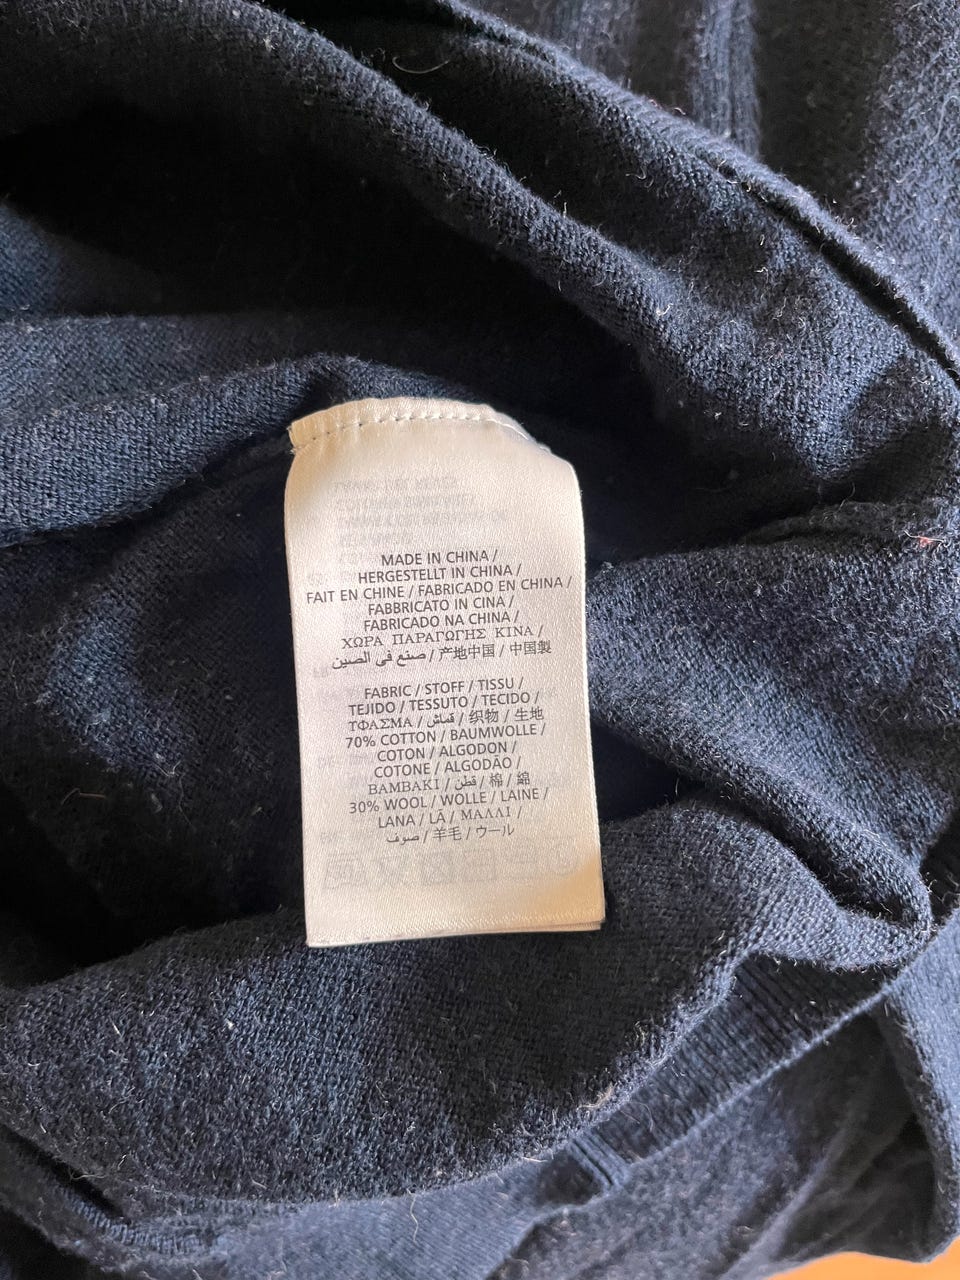 MADE IN CHINA /
HERGESTELLT IN CHINA /
FAIT EN CHINE / FABRICADO EN CHINA /
FABBRICATO IN CINA /
FABRICADO NA CHINA /
ΧΩΡΑ ΠΑΡΑΓΩΓΗΣ ΚΙΝΑ /
صنع في الصين / 产地中国 / 中国製
FABRIC / STOFF / TISSU /
TEJIDO / TESSUTO / TECIDO /
ΤΦΑΣΜΑ / قماش / 织物 / 生地
70% COTTON / BAUMWOLLE /
COTON / ALGODON /
COTONE / ALGODÃO /
ΒΑΜΒΑΚΙ / قطن / 棉 / 綿
30% WOOL / WOLLE / LAINE /
LANA / LÃ / ΜΑΛΛΙ /
صوف / 羊毛 / ウール